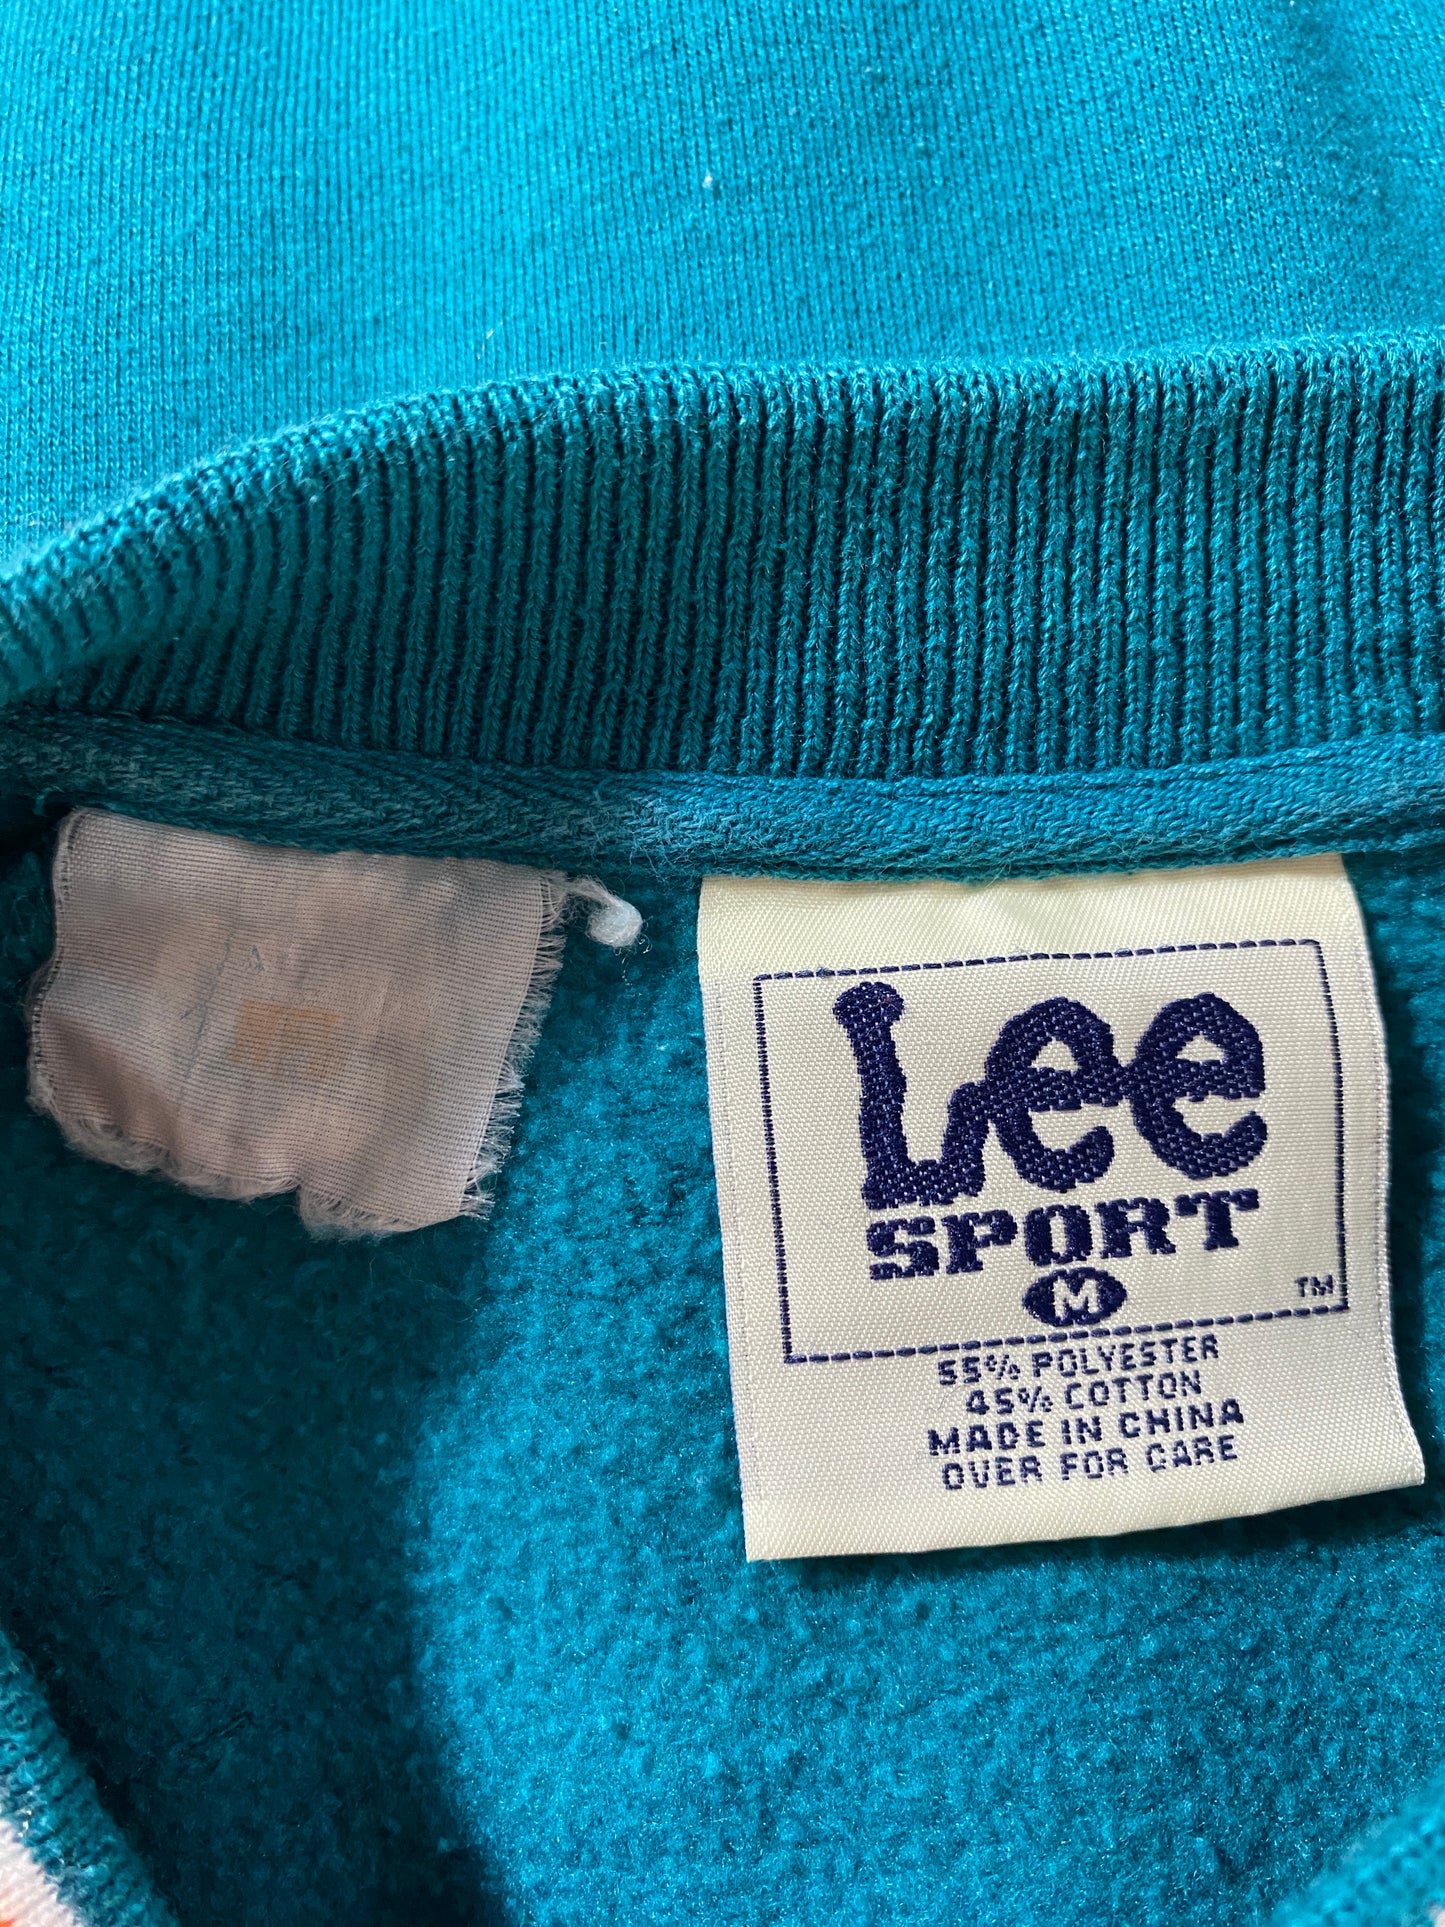 Lee
SPORT
M
TM
55% POLYESTER
45% COTTON
MADE IN CHINA
OVER FOR CARE